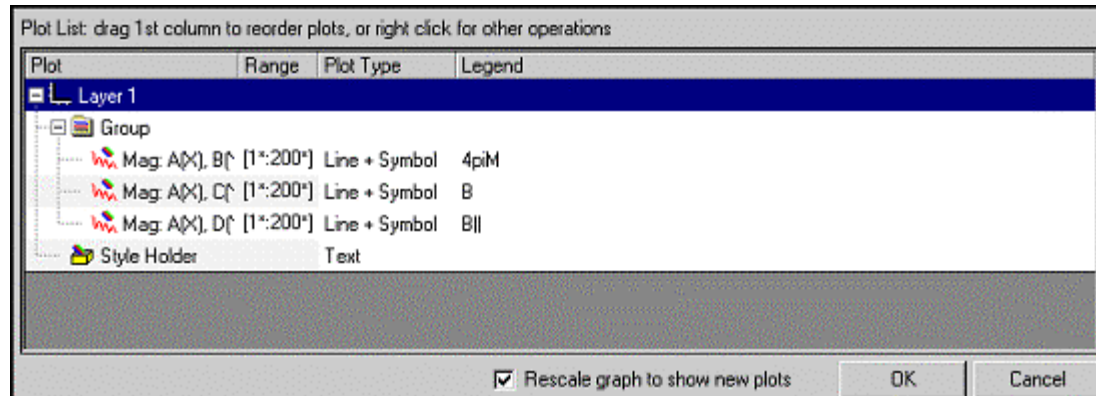 Plot List: drag 1st column to reorder plots, or right click for other operations
Plot Range Plot Type Legend
Layer 1
Group
Mag: A(X), B(^ [1*:200*] Line + Symbol 4piM
Mag: A(X), C(^ [1*:200*] Line + Symbol B
Mag: A(X), D(^ [1*:200*] Line + Symbol B||
Style Holder Text
Rescale graph to show new plots OK Cancel